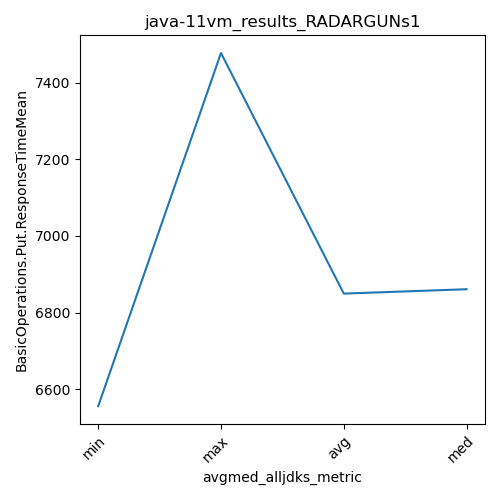 java-11vm_results_RADARGUNs1
BasicOperations.Put.ResponseTimeMean
7400
7200
7000
6800
6600
min
max
avg
med
avgmed_alljdks_metric